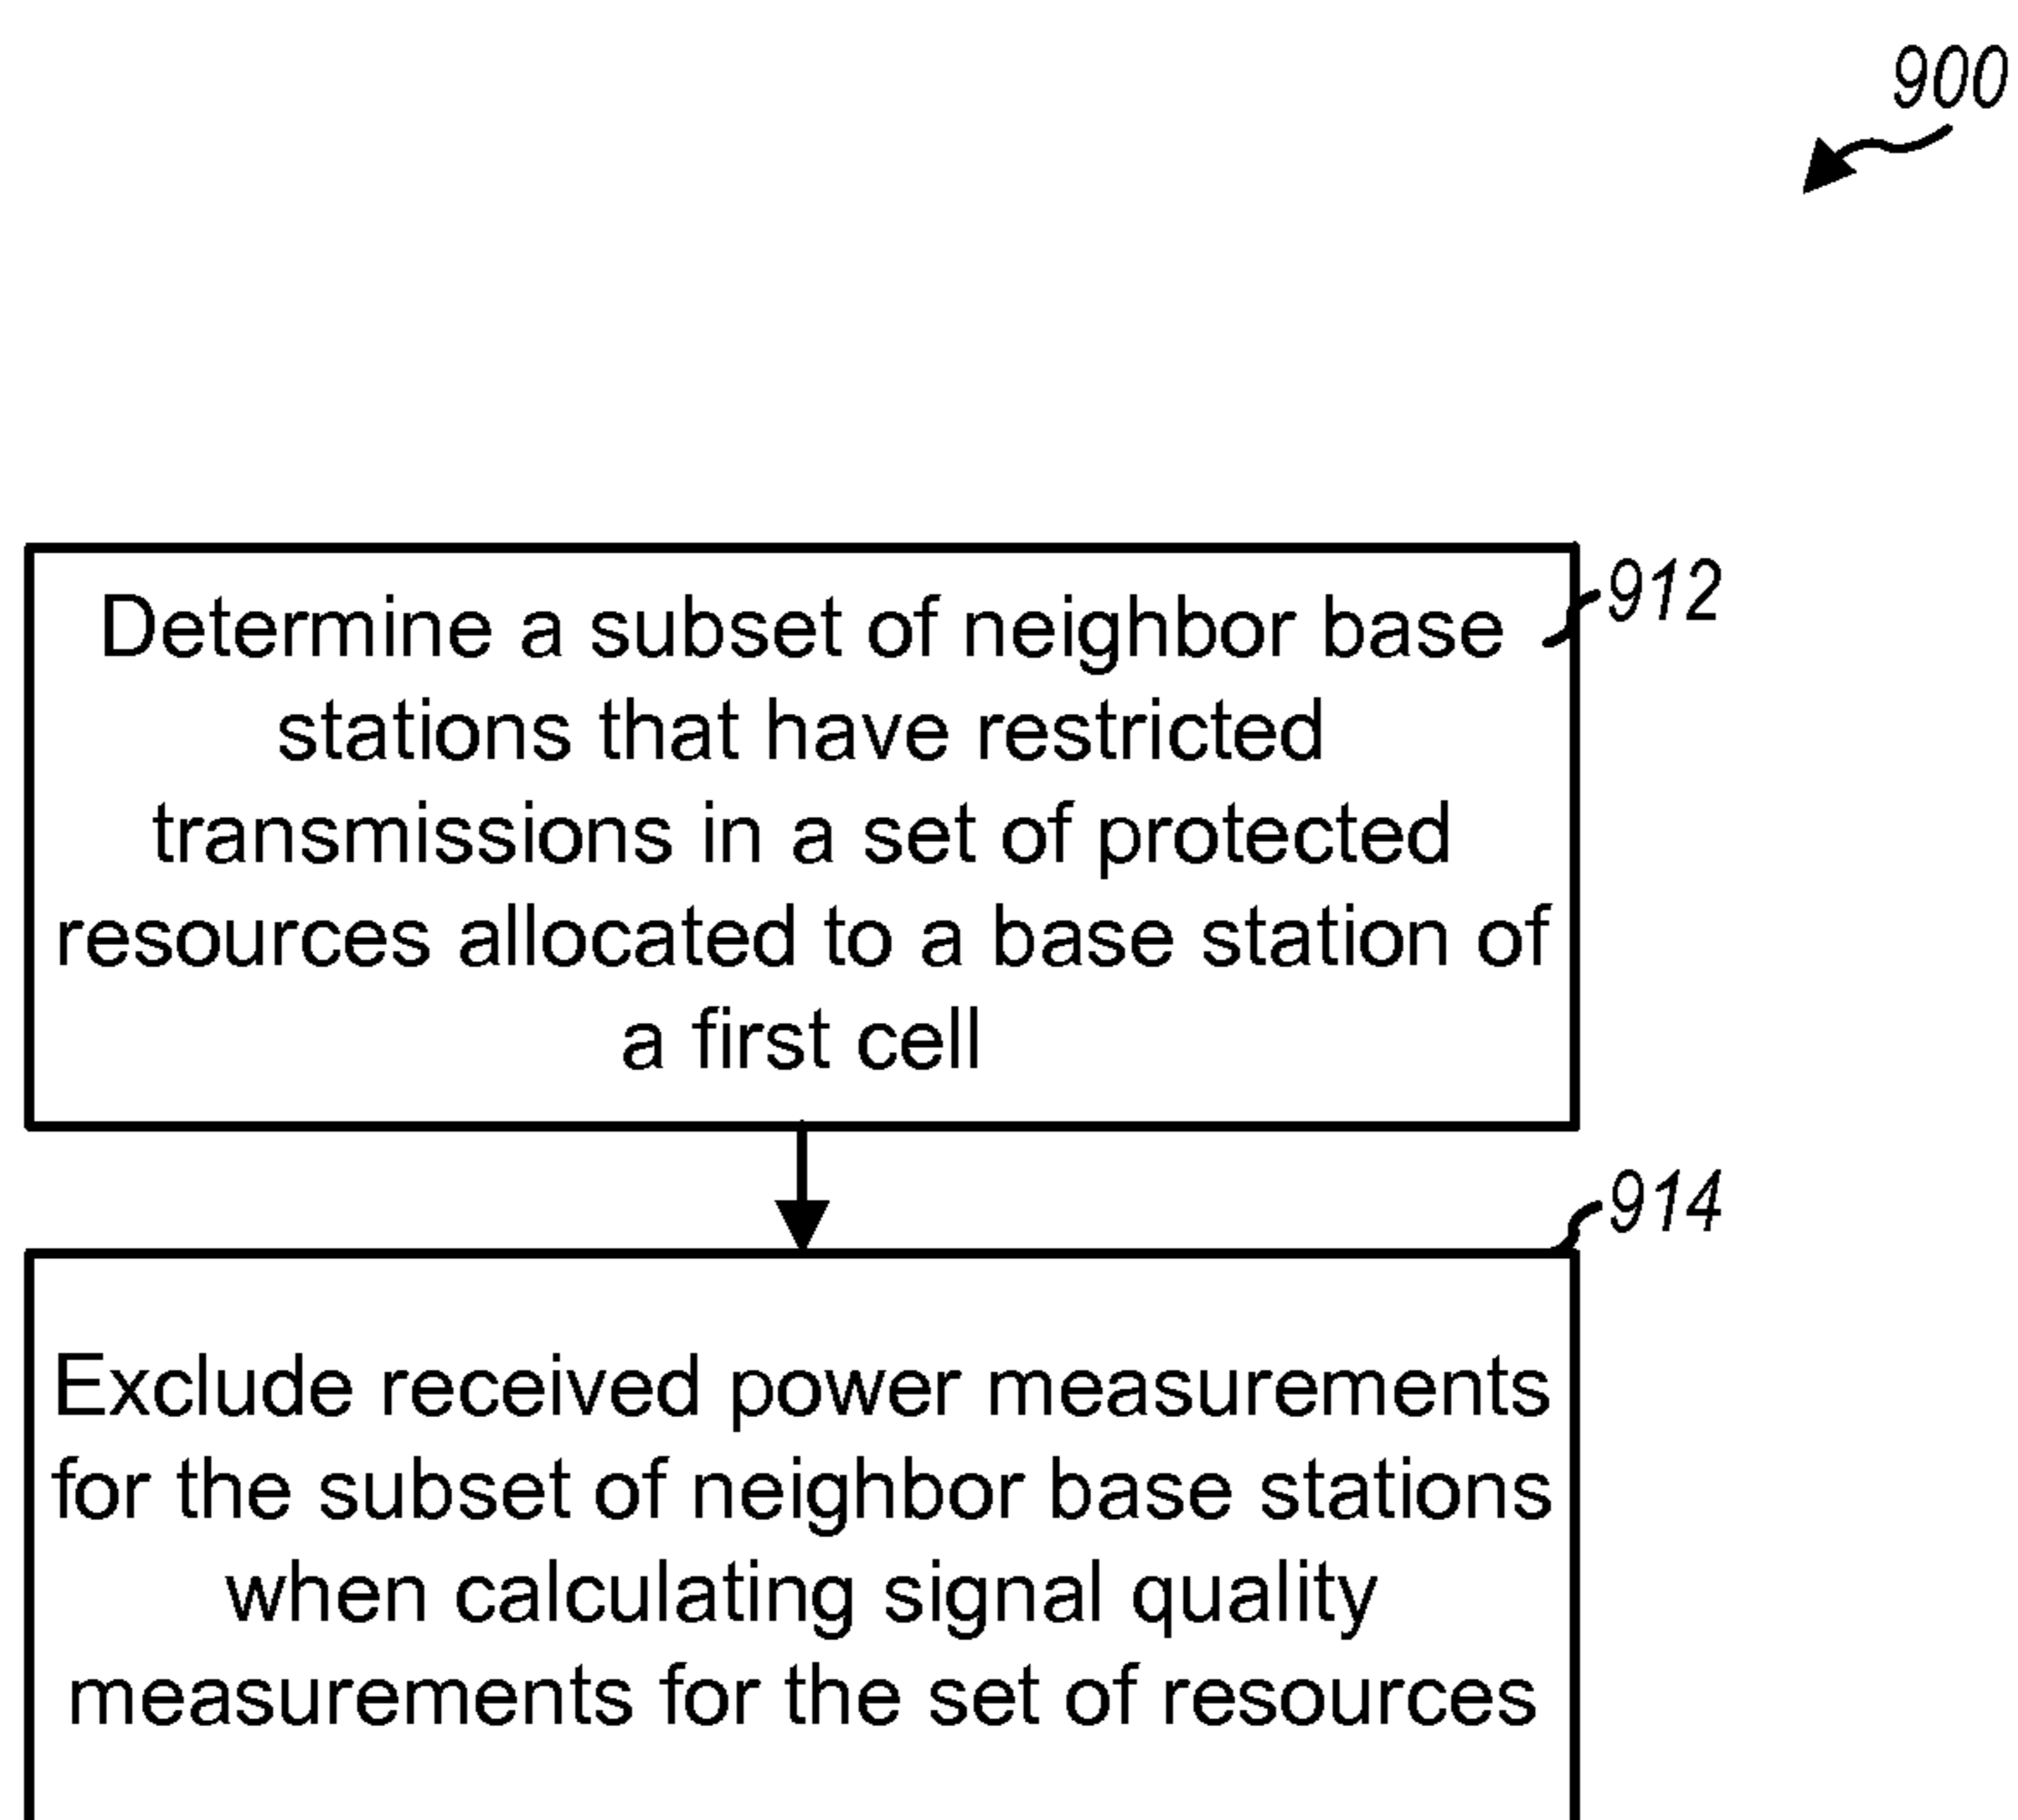 900
Determine a subset of neighbor base
912
stations that have restricted
transmissions in a set of protected
resources allocated to a base station of
a first cell
914
Exclude received power measurements
for the subset of neighbor base stations
when calculating signal quality
measurements for the set of resources